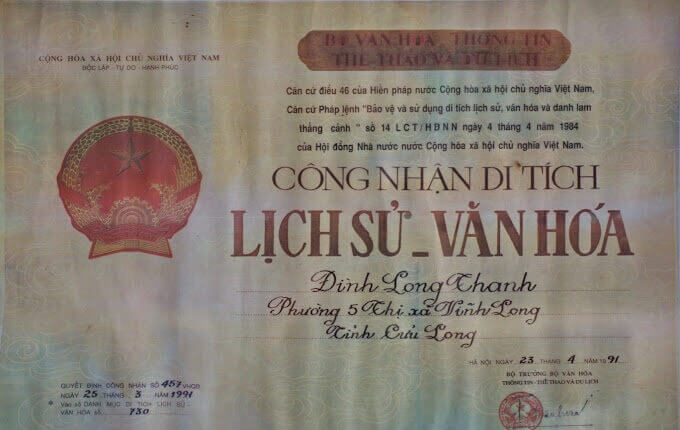 CỘNG HÒA XÃ HỘI CHỦ NGHĨA VIỆT NAM
ĐỘC LẬP - TỰ DO - HẠNH PHÚC
BỘ VĂN HÓA THÔNG TIN
THỂ THAO VÀ DU LỊCH
Căn cứ điều 46 của Hiến pháp nước Cộng hòa xã hội chủ nghĩa Việt Nam,
Căn cứ Pháp lệnh "Bảo vệ và sử dụng di tích lịch sử, văn hóa và danh lam
thắng cảnh" số 14 LCT/HĐNN ngày 4 tháng 4 năm 1984
của Hội đồng Nhà nước nước Cộng hòa xã hội chủ nghĩa Việt Nam.
CÔNG NHẬN DI TÍCH
LỊCH SỬ - VĂN HÓA
Đình Long Thanh
Phường 5 Thị xã Vĩnh Long
Tỉnh Cửu Long
HÀ NỘI NGÀY 23 THÁNG 4 NĂM 1991
BỘ TRƯỞNG BỘ VĂN HÓA
THÔNG TIN - THỂ THAO VÀ DU LỊCH
QUYẾT ĐỊNH CÔNG NHẬN SỐ 457 VHQĐ
NGÀY 25 THÁNG 3 NĂM 1991
* Vào sổ DANH MỤC DI TÍCH LỊCH SỬ -
VĂN HÓA số 730